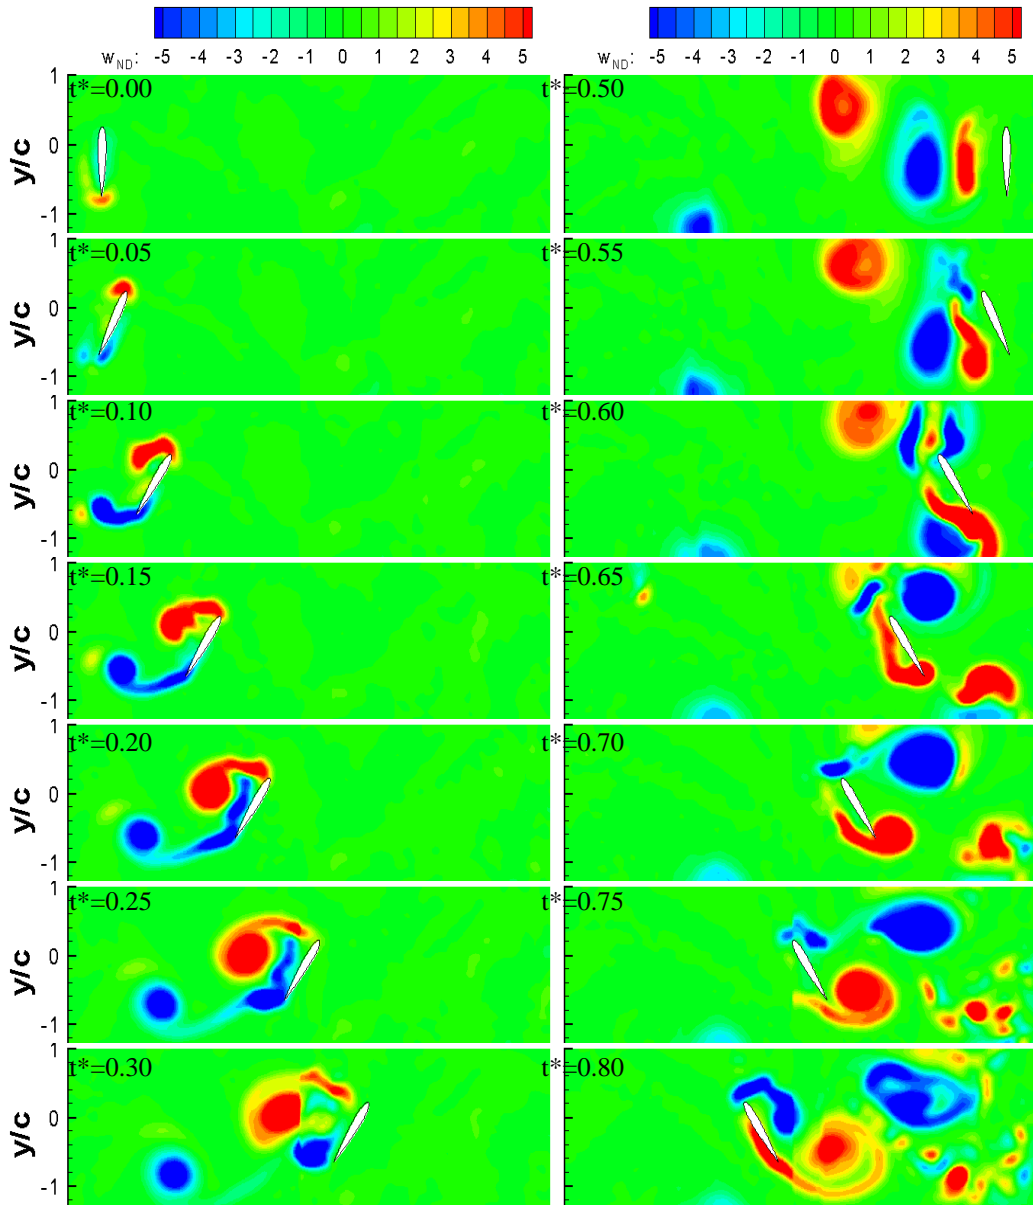 w_ND: -5 -4 -3 -2 -1 0 1 2 3 4 5
w_ND: -5 -4 -3 -2 -1 0 1 2 3 4 5
t*=0.00
1
y/c 0
-1
t*=0.05
1
y/c 0
-1
t*=0.10
1
y/c 0
-1
t*=0.15
1
y/c 0
-1
t*=0.20
1
y/c 0
-1
t*=0.25
1
y/c 0
-1
t*=0.30
1
y/c 0
-1
t*=0.50
t*=0.55
t*=0.60
t*=0.65
t*=0.70
t*=0.75
t*=0.80